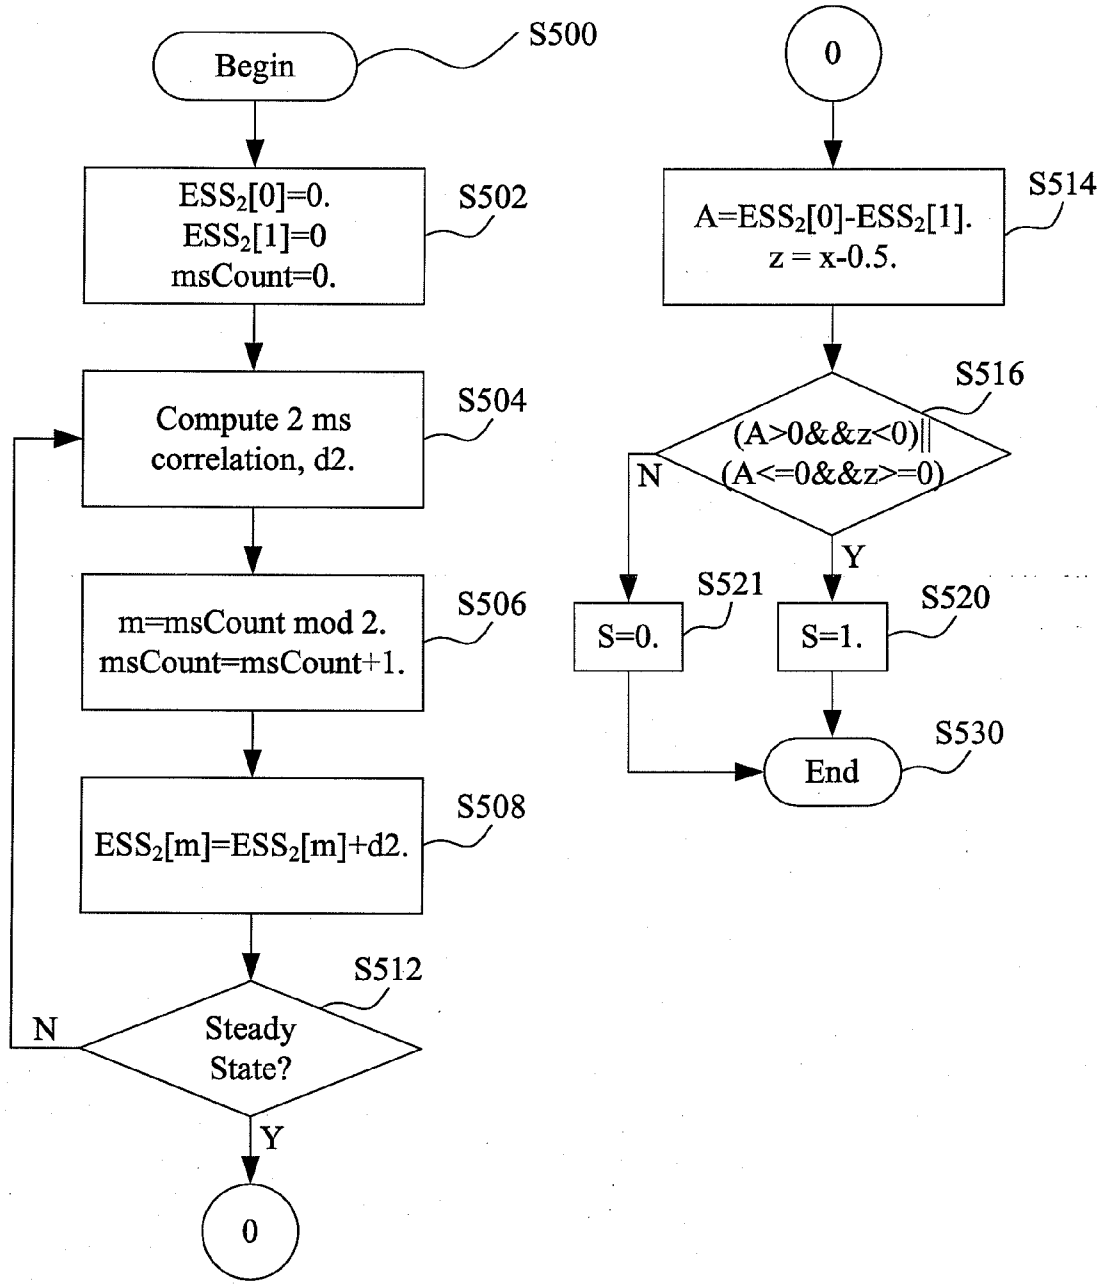 Begin
S500
ESS₂[0]=0.
ESS₂[1]=0
msCount=0.
S502
Compute 2 ms
correlation, d2.
S504
m=msCount mod 2.
msCount=msCount+1.
S506
ESS₂[m]=ESS₂[m]+d2.
S508
Steady
State?
S512
N
Y
0
0
A=ESS₂[0]-ESS₂[1].
z = x-0.5.
S514
(A>0&&z<0)||
(A<=0&&z>=0)
S516
N
Y
S=0.
S521
S=1.
S520
End
S530